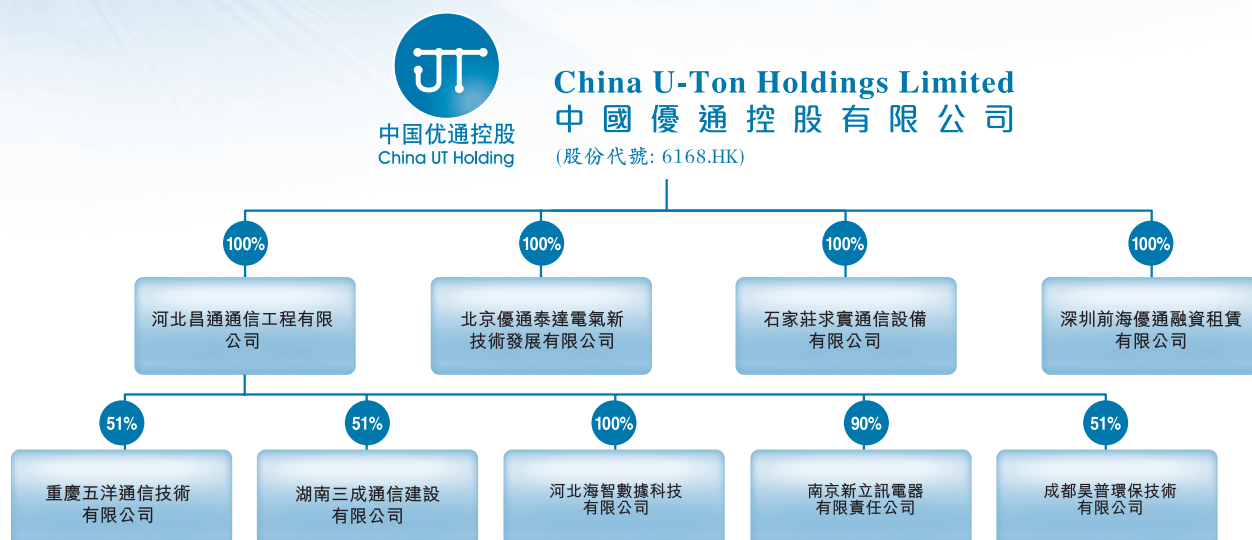 JT
中国优通控股
China UT Holding
China U-Ton Holdings Limited
中國優通控股有限公司
(股份代號: 6168.HK)
100%
100%
100%
100%
河北昌通通信工程有限
公司
北京優通泰達電氣新
技術發展有限公司
石家莊求實通信設備
有限公司
深圳前海優通融資租賃
有限公司
51%
51%
100%
90%
51%
重慶五洋通信技術
有限公司
湖南三成通信建設
有限公司
河北海智數據科技
有限公司
南京新立訊電器
有限責任公司
成都昊普環保技術
有限公司